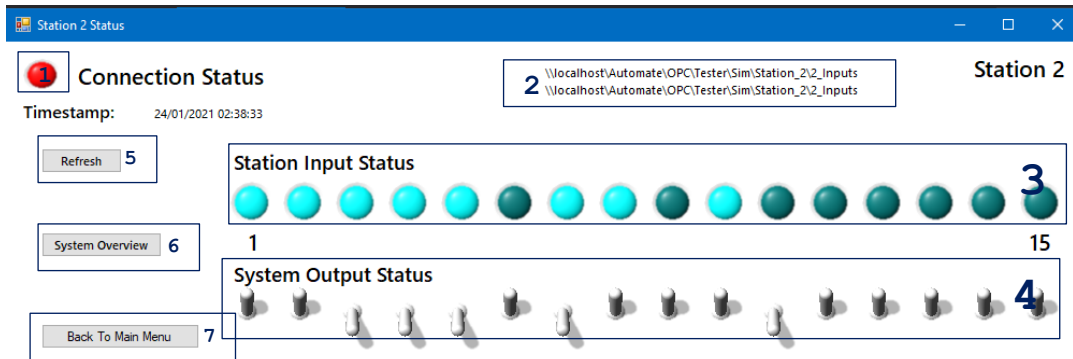 Station 2 Status
1 Connection Status
2 \\localhost\Automate\OPC\Tester\Sim\Station_2\2_Inputs
\\localhost\Automate\OPC\Tester\Sim\Station_2\2_Inputs
Station 2
Timestamp: 24/01/2021 02:38:33
Refresh 5
Station Input Status
3
System Overview 6
1 15
System Output Status
4
Back To Main Menu 7